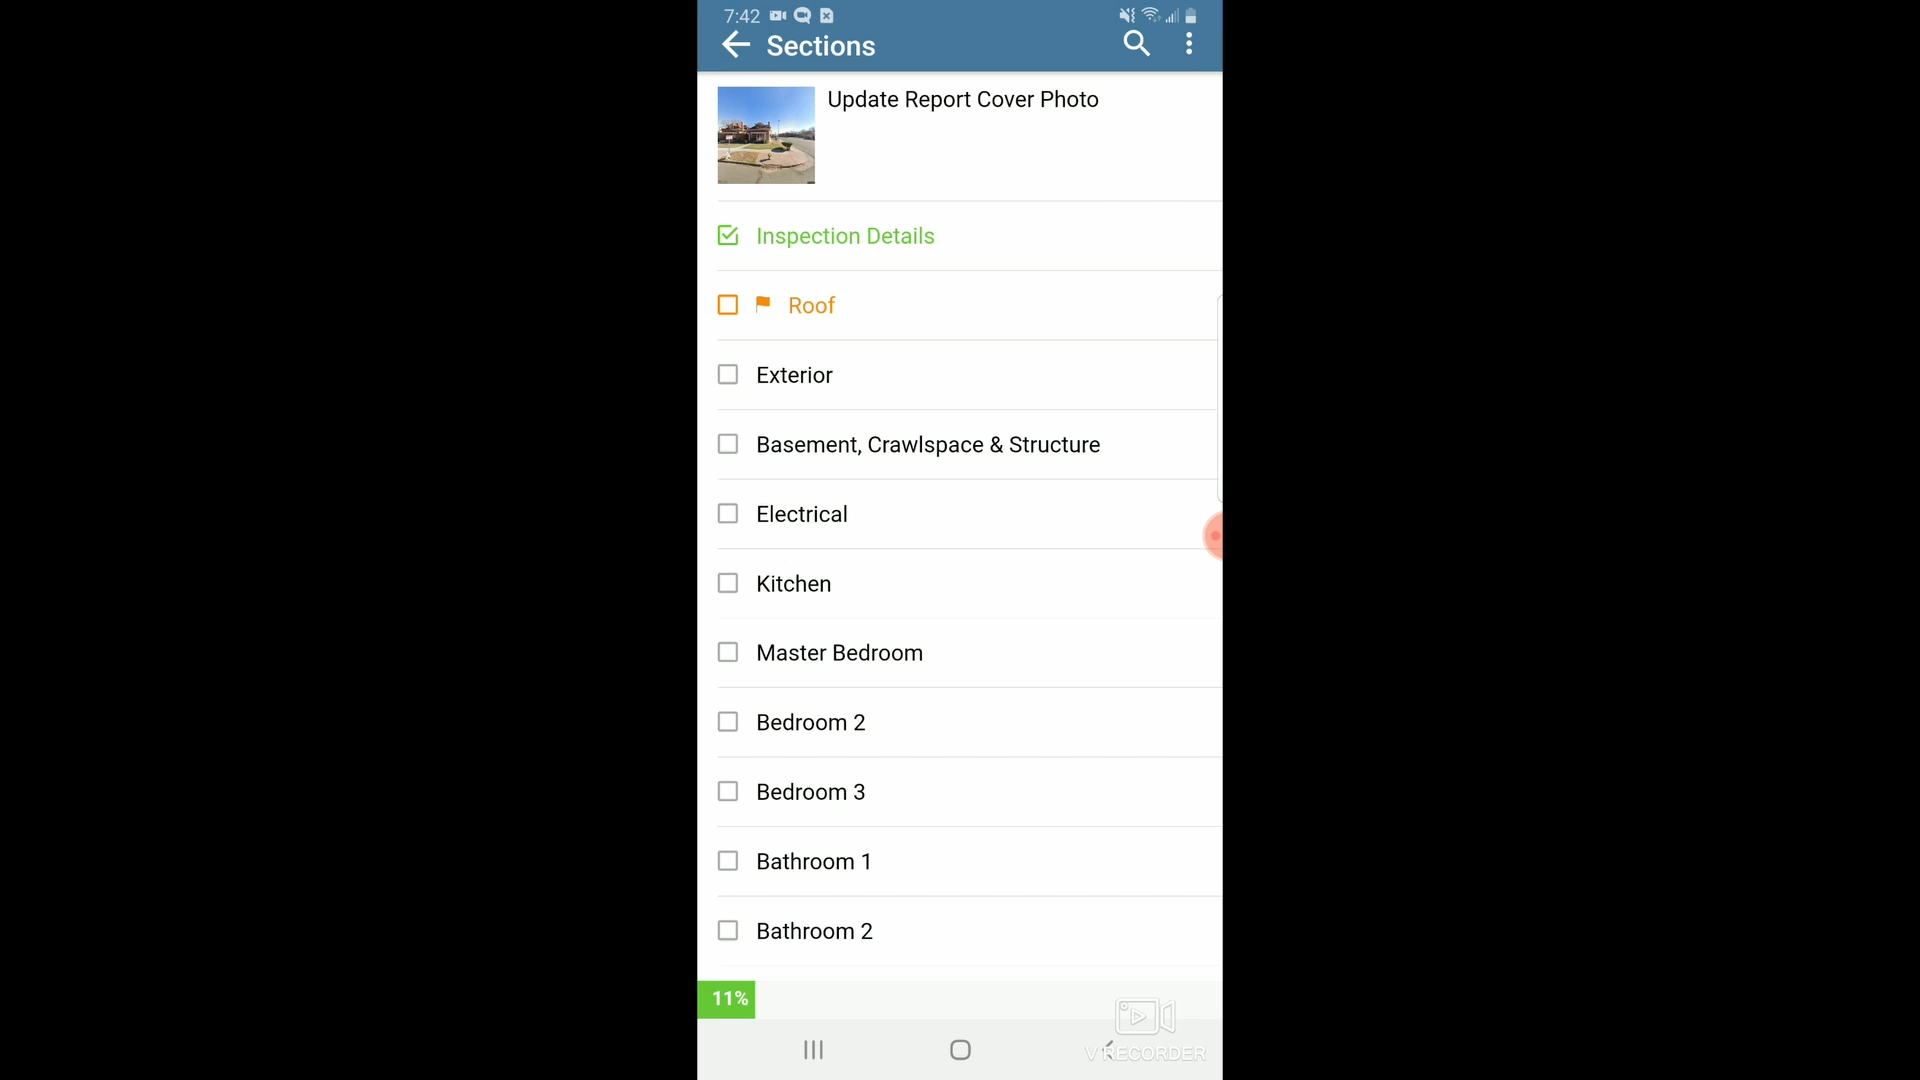 7:42
Sections
Update Report Cover Photo
Inspection Details
Roof
Exterior
Basement, Crawlspace & Structure
Electrical
Kitchen
Master Bedroom
Bedroom 2
Bedroom 3
Bathroom 1
Bathroom 2
11%
V RECORDER